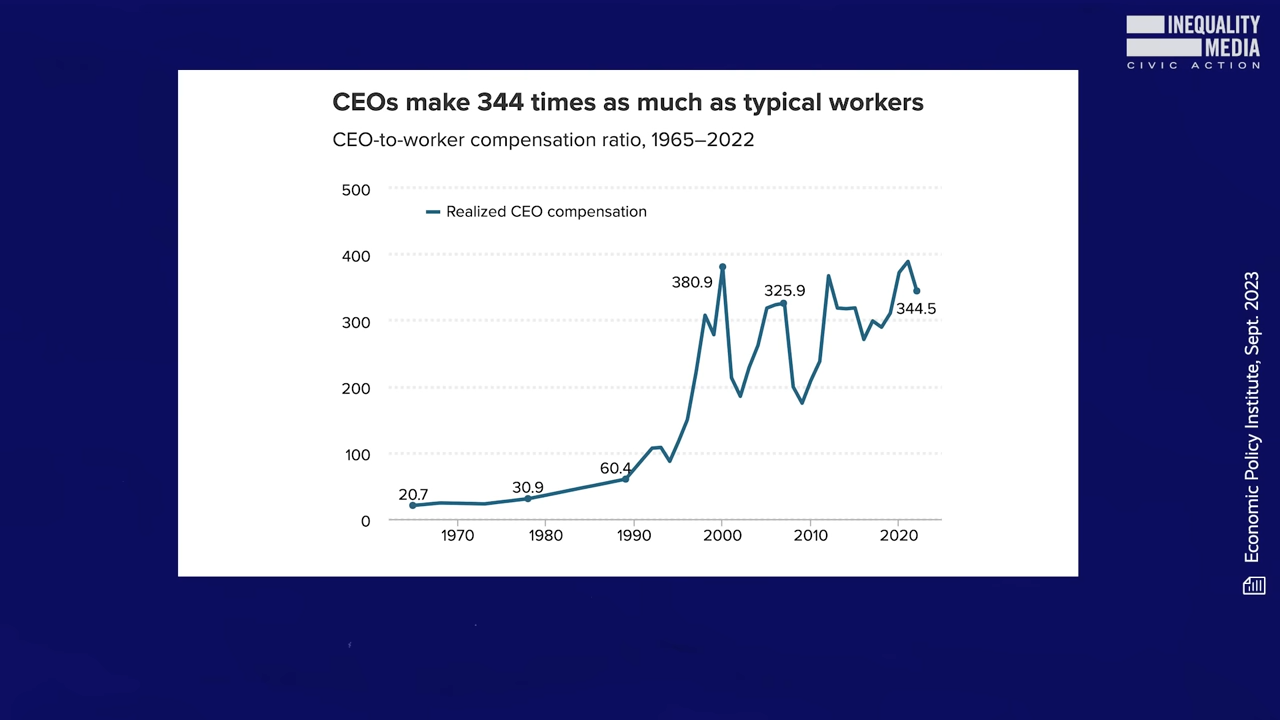 INEQUALITY
MEDIA
CIVIC ACTION
CEOs make 344 times as much as typical workers
CEO-to-worker compensation ratio, 1965–2022
500
Realized CEO compensation
400
380.9
325.9
300
344.5
200
100
60.4
30.9
20.7
0
1970
1980
1990
2000
2010
2020
Economic Policy Institute, Sept. 2023